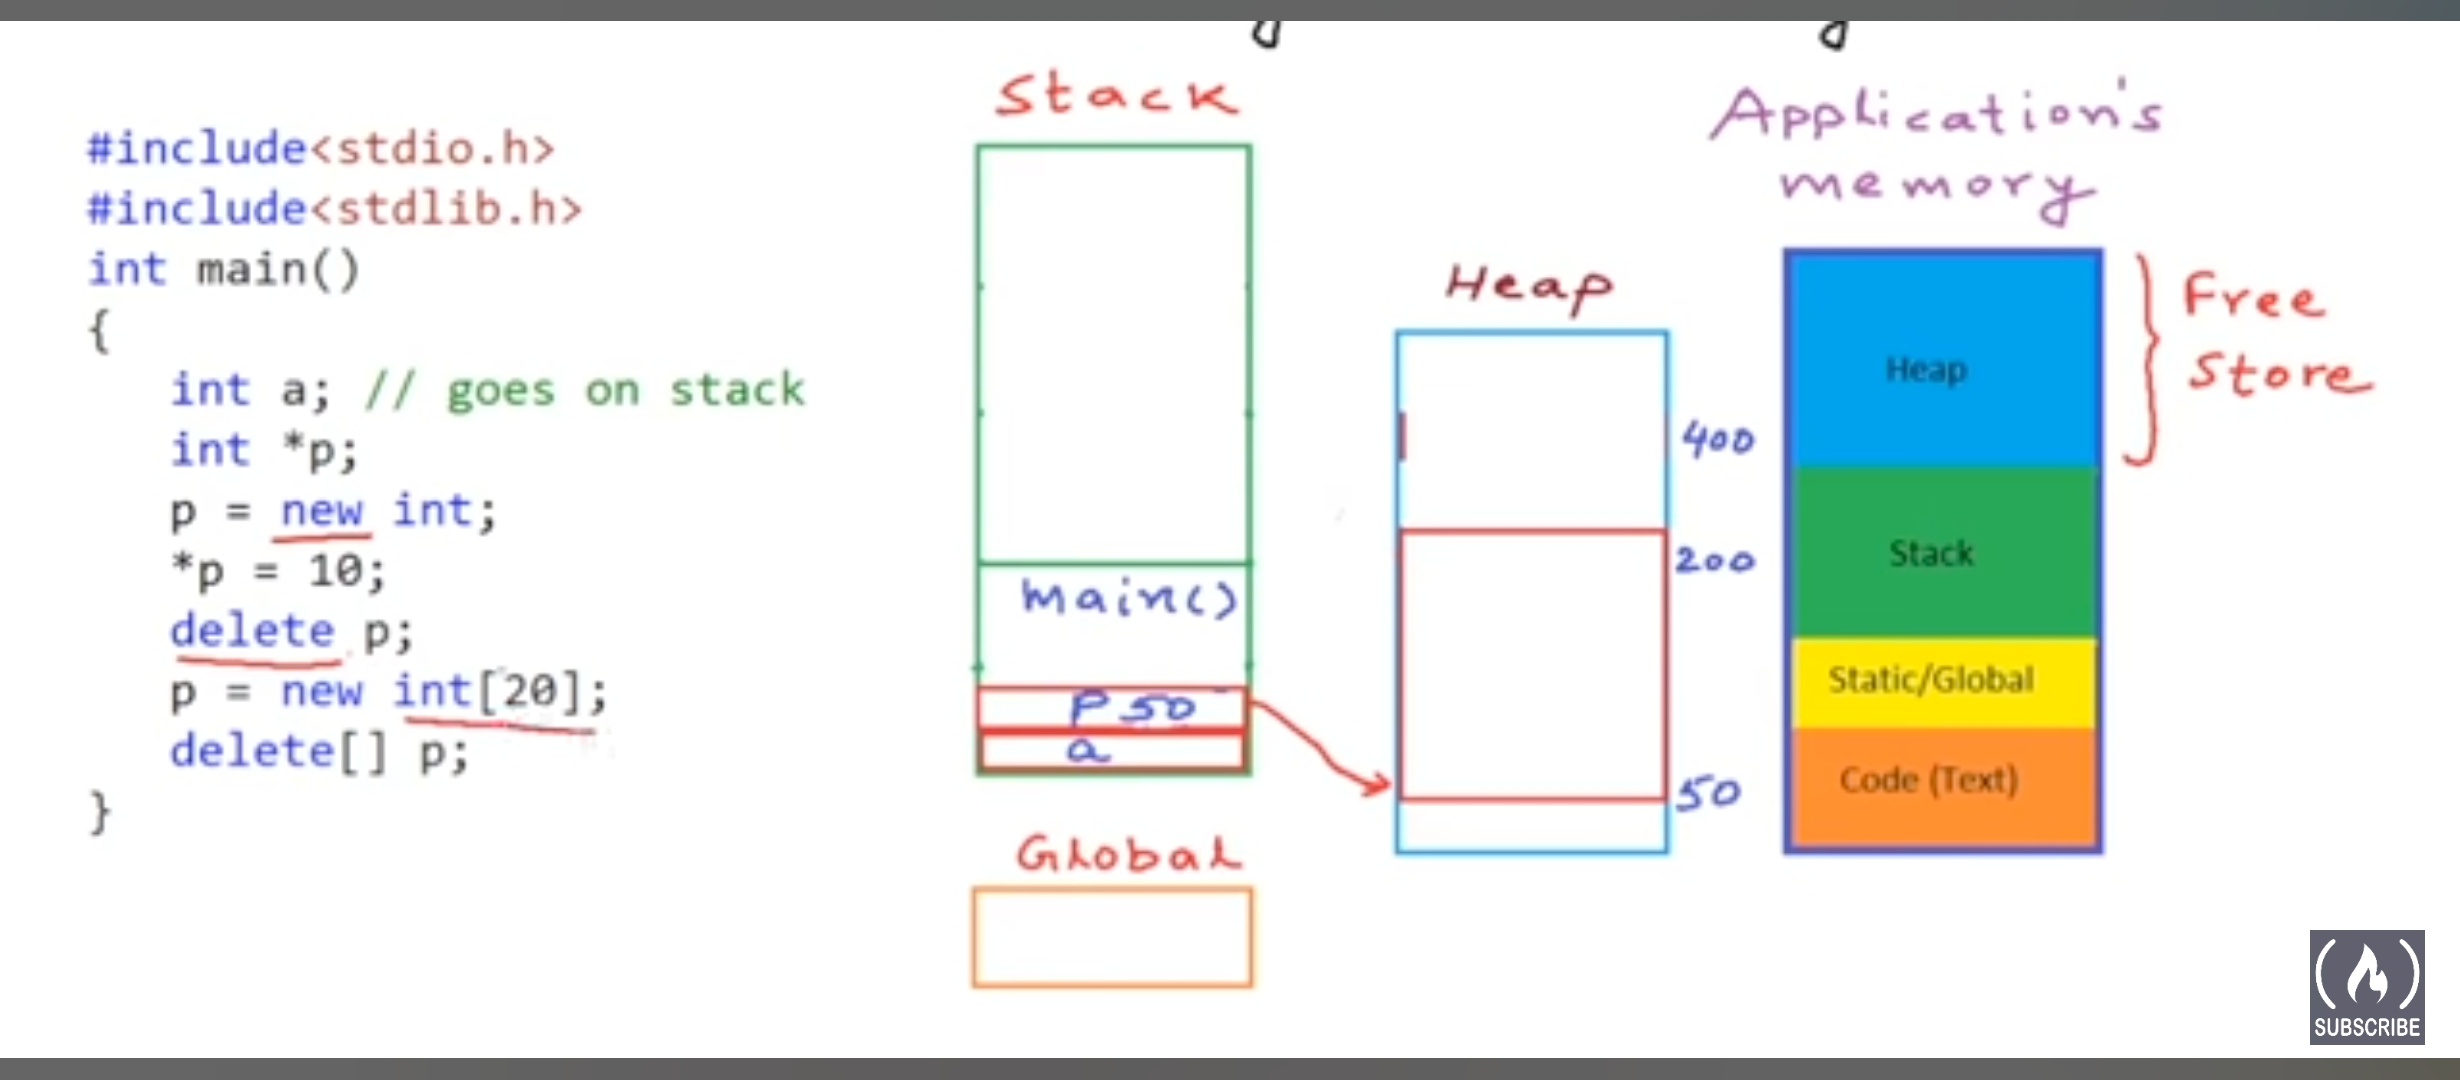 #include<stdio.h>
#include<stdlib.h>
int main()
{
int a; // goes on stack
int *p;
p = new int;
*p = 10;
delete p;
p = new int[20];
delete[] p;
}
Stack
main()
P 50
a
Global
Heap
400
200
50
Application's
memory
Heap
Stack
Static/Global
Code (Text)
Free
Store
SUBSCRIBE